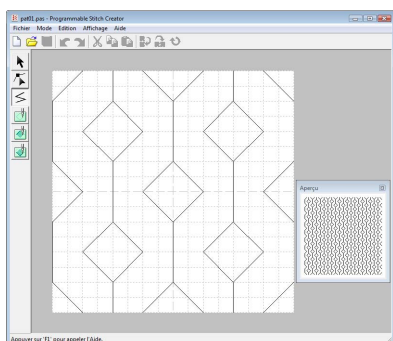 pat01.pas - Programmable Stitch Creator
Fichier Mode Edition Affichage Aide
Aperçu
Appuyer sur 'F1' pour appeler l'Aide.